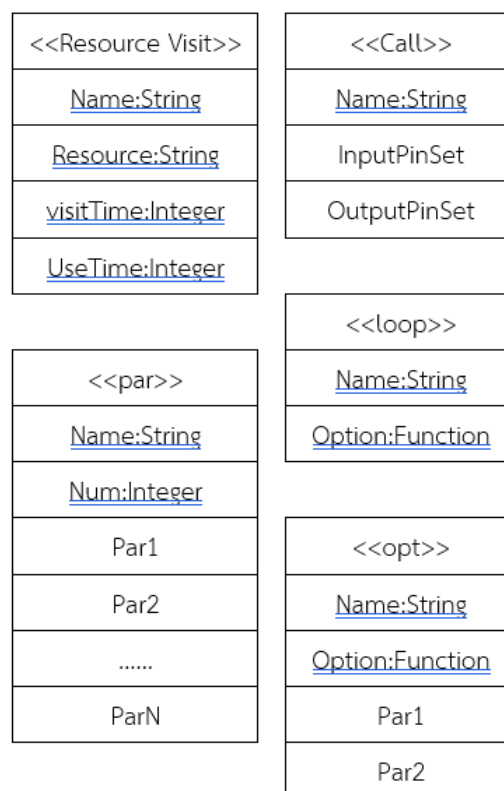 <<Resource Visit>>
Name:String
Resource:String
visitTime:Integer
UseTime:Integer
<<par>>
Name:String
Num:Integer
Par1
Par2
......
ParN
<<Call>>
Name:String
InputPinSet
OutputPinSet
<<loop>>
Name:String
Option:Function
<<opt>>
Name:String
Option:Function
Par1
Par2